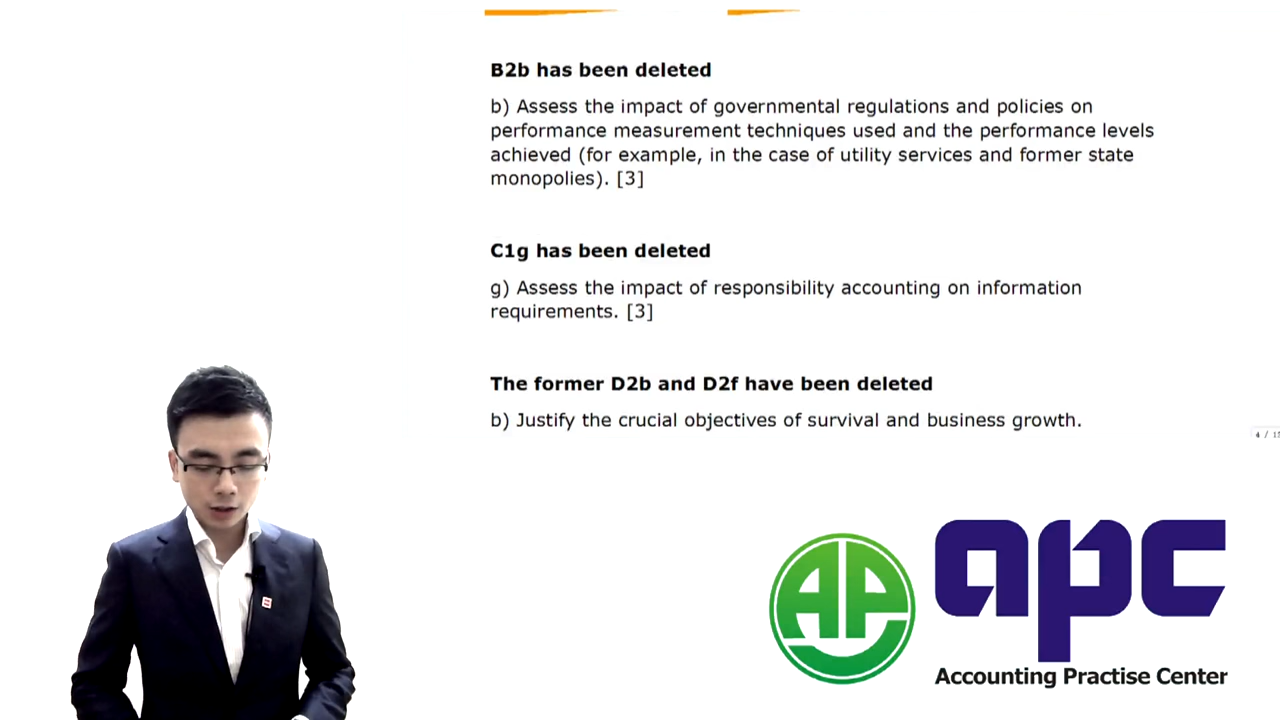 B2b has been deleted
b) Assess the impact of governmental regulations and policies on
performance measurement techniques used and the performance levels
achieved (for example, in the case of utility services and former state
monopolies). [3]
C1g has been deleted
g) Assess the impact of responsibility accounting on information
requirements. [3]
The former D2b and D2f have been deleted
b) Justify the crucial objectives of survival and business growth.
4 / 1
AP
apc
Accounting Practise Center